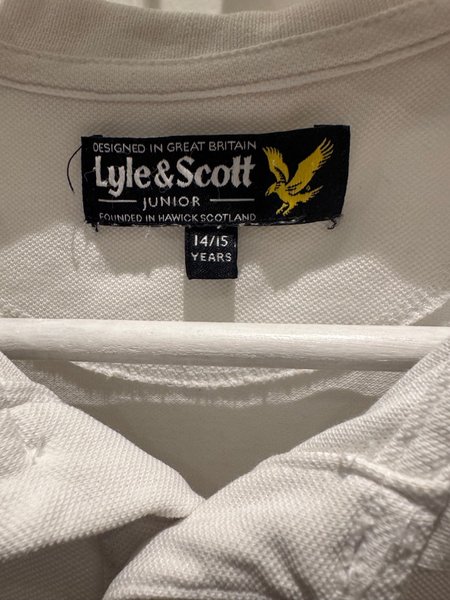 DESIGNED IN GREAT BRITAIN
Lyle & Scott
JUNIOR
FOUNDED IN HAWICK SCOTLAND
14/15
YEARS